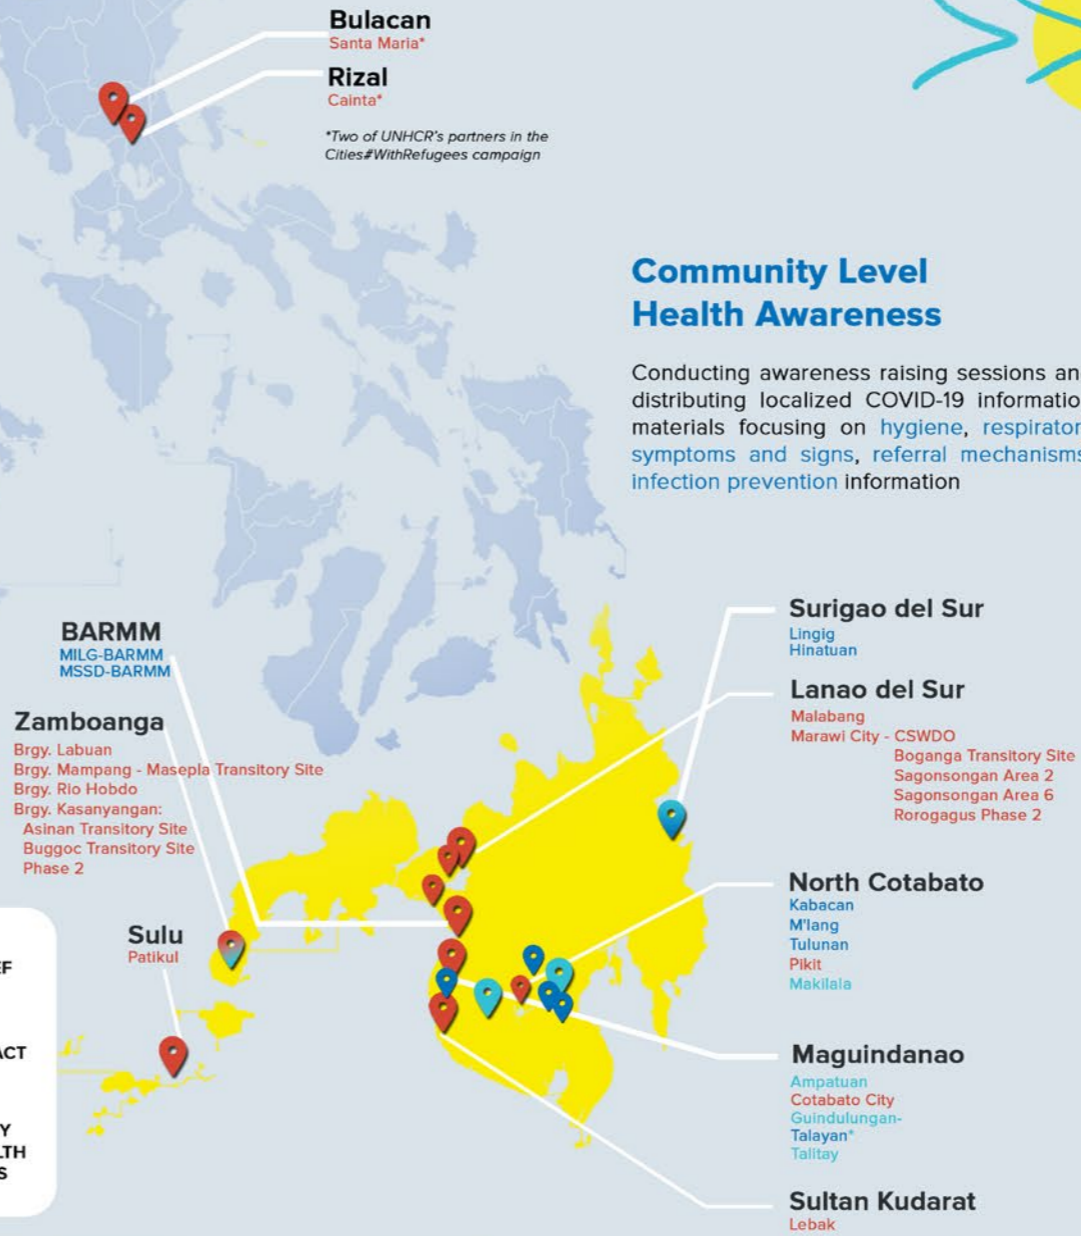 Bulacan
Santa Maria*
Rizal
Cainta*
*Two of UNHCR's partners in the
Cities#WithRefugees campaign
Community Level
Health Awareness
Conducting awareness raising sessions an
distributing localized COVID-19 informatio
materials focusing on hygiene, respirator
symptoms and signs, referral mechanisms
infection prevention information
BARMM
MILG-BARMM
MSSD-BARMM
Zamboanga
Brgy. Labuan
Brgy. Mampang - Masepla Transitory Site
Brgy. Rio Hobdo
Brgy. Kasanyangan:
Asinan Transitory Site
Buggoc Transitory Site
Phase 2
Sulu
Patikul
EF
ACT
Y
LTH
S
Surigao del Sur
Lingig
Hinatuan
Lanao del Sur
Malabang
Marawi City - CSWDO
Boganga Transitory Site
Sagonsongan Area 2
Sagonsongan Area 6
Rorogagus Phase 2
North Cotabato
Kabacan
M'lang
Tulunan
Pikit
Makilala
Maguindanao
Ampatuan
Cotabato City
Guindulungan-
Talayan*
Talitay
Sultan Kudarat
Lebak